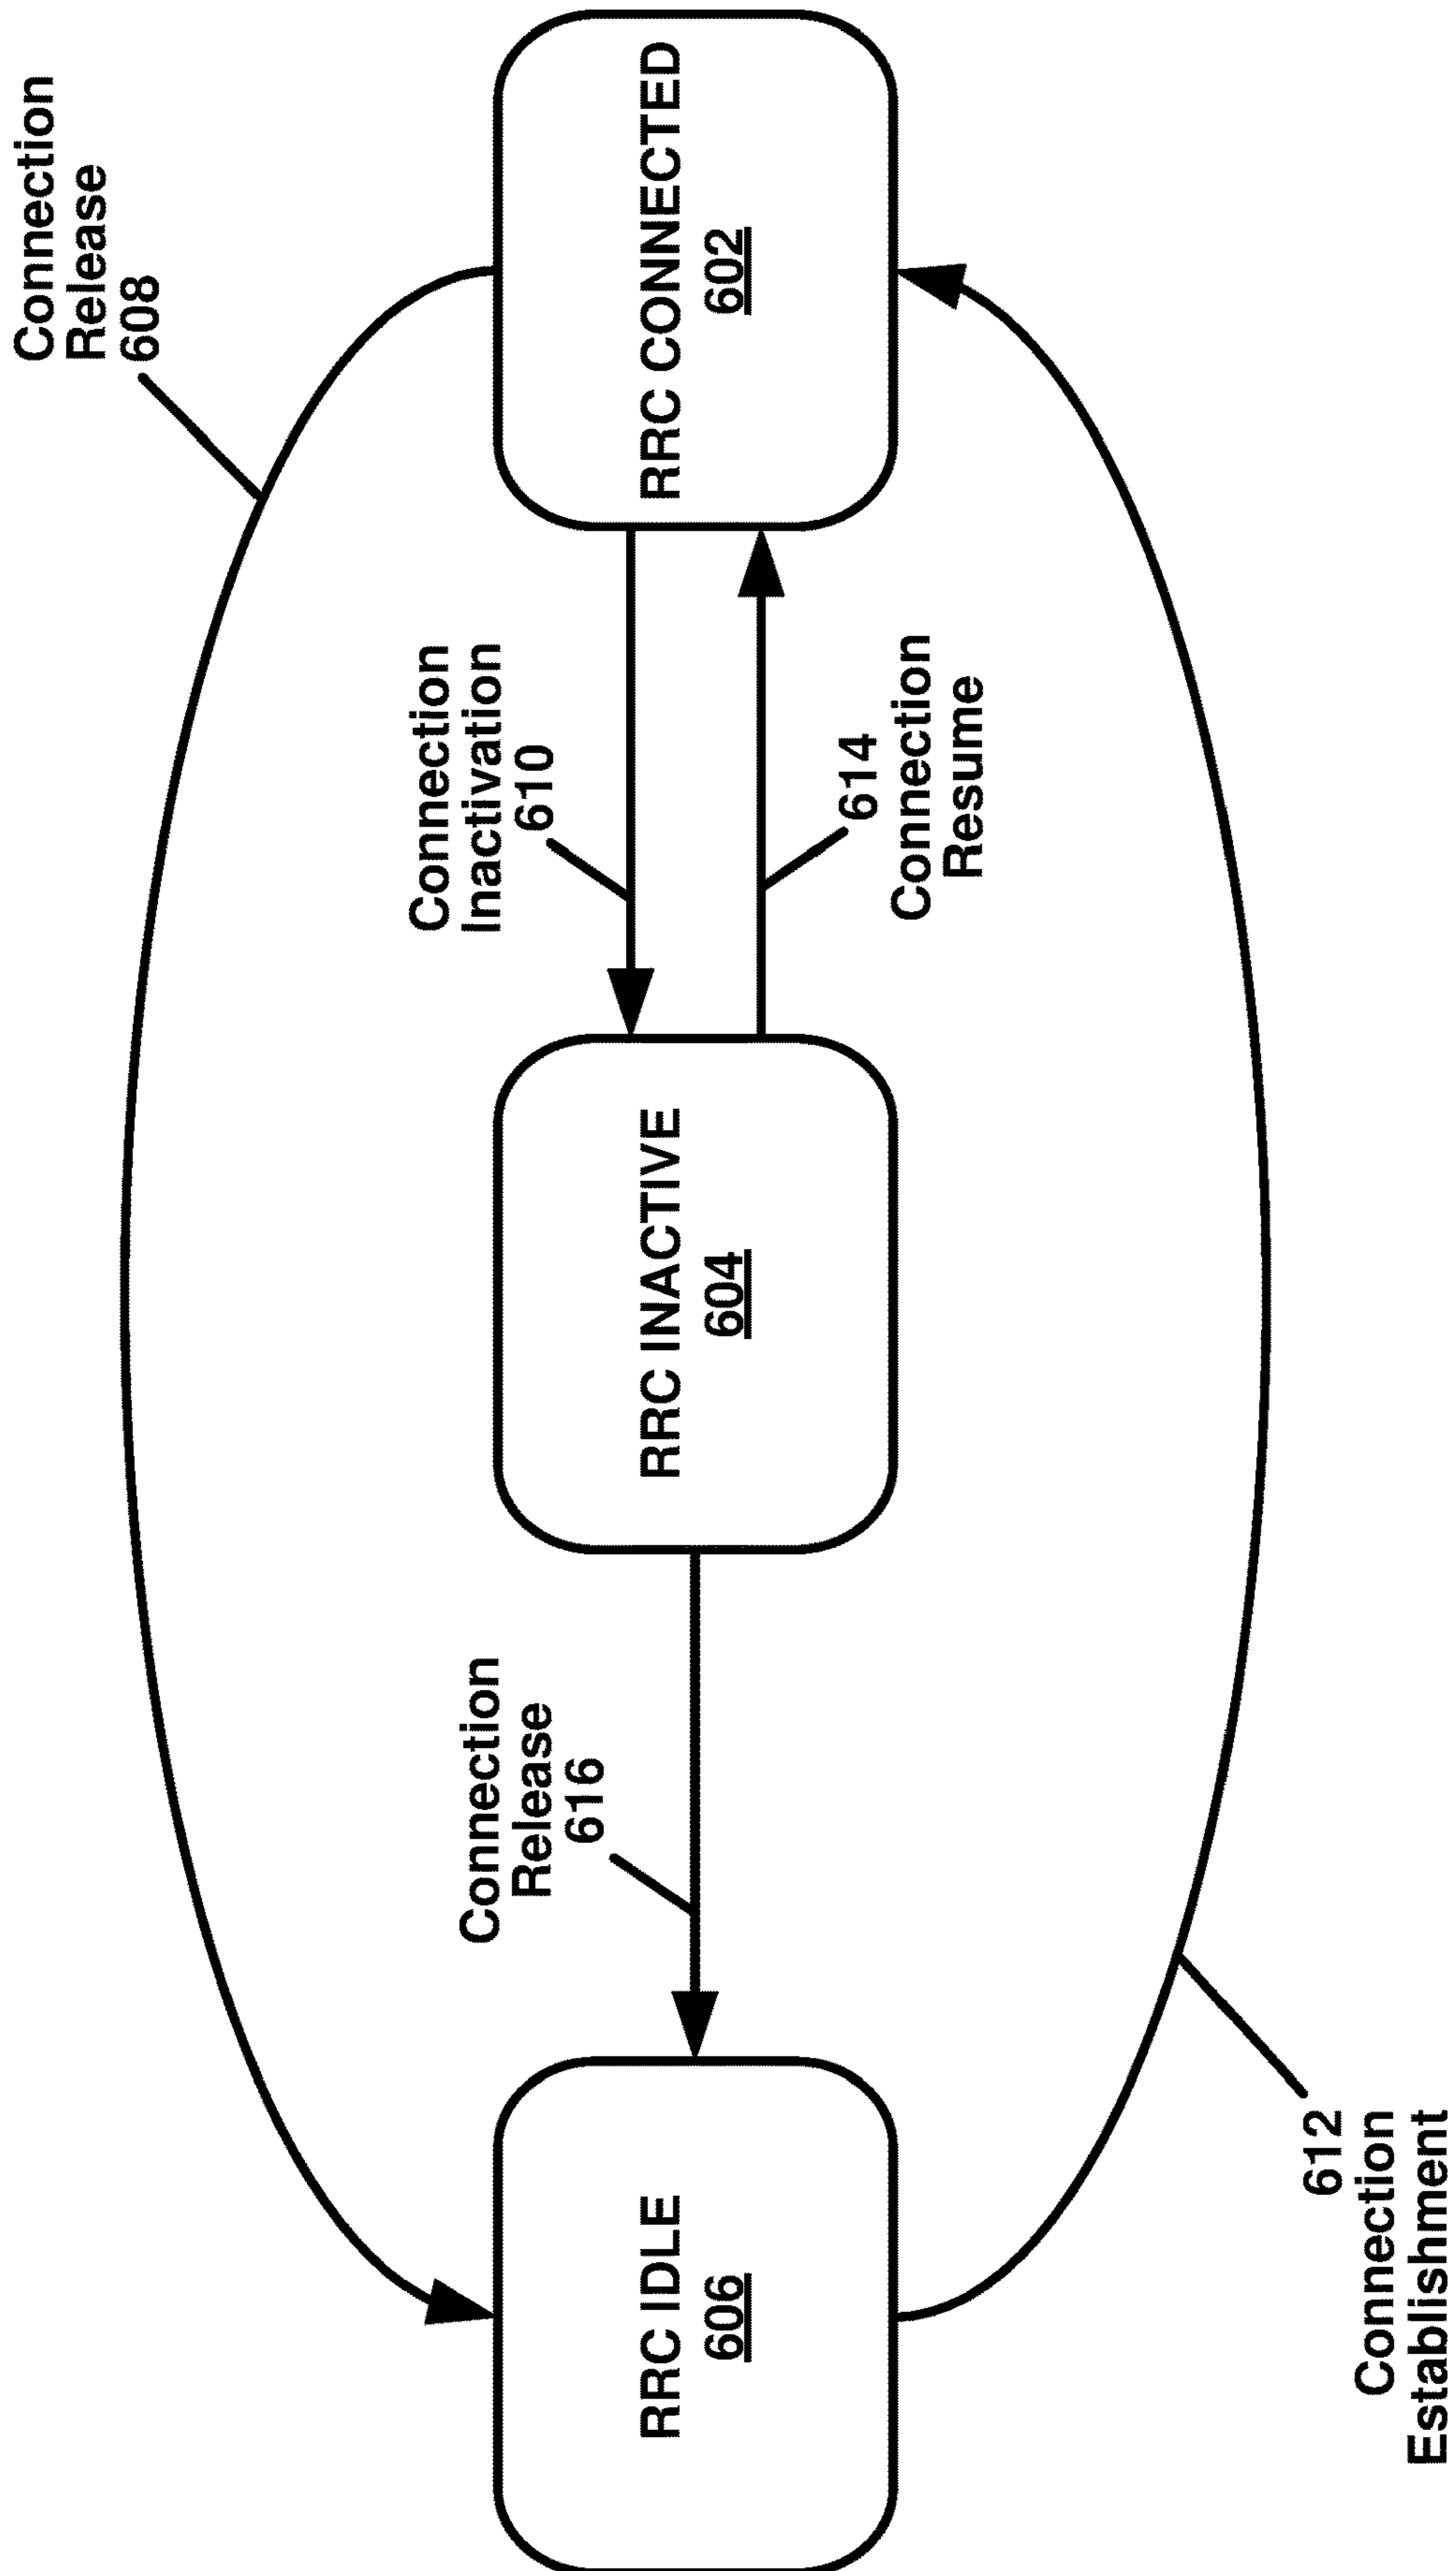 Connection
Release
608
Connection
Inactivation
610
Connection
Release
616
RRC IDLE
606
RRC INACTIVE
604
RRC CONNECTED
602
614
Connection
Resume
612
Connection
Establishment